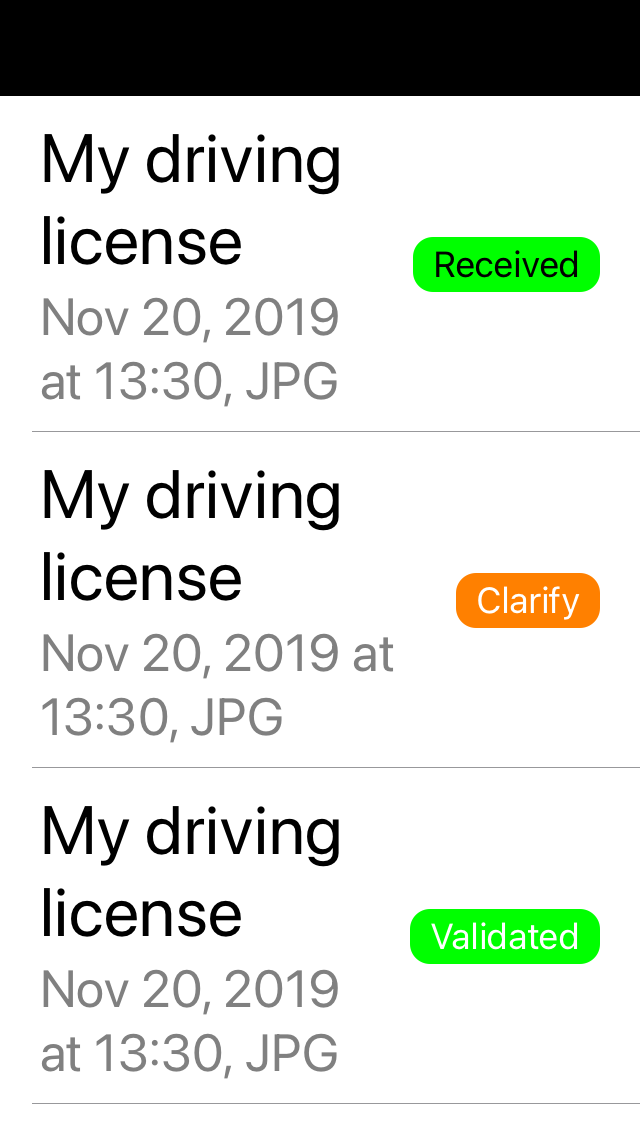 My driving
license
Received
Nov 20, 2019
at 13:30, JPG
My driving
license
Clarify
Nov 20, 2019 at
13:30, JPG
My driving
license
Validated
Nov 20, 2019
at 13:30, JPG